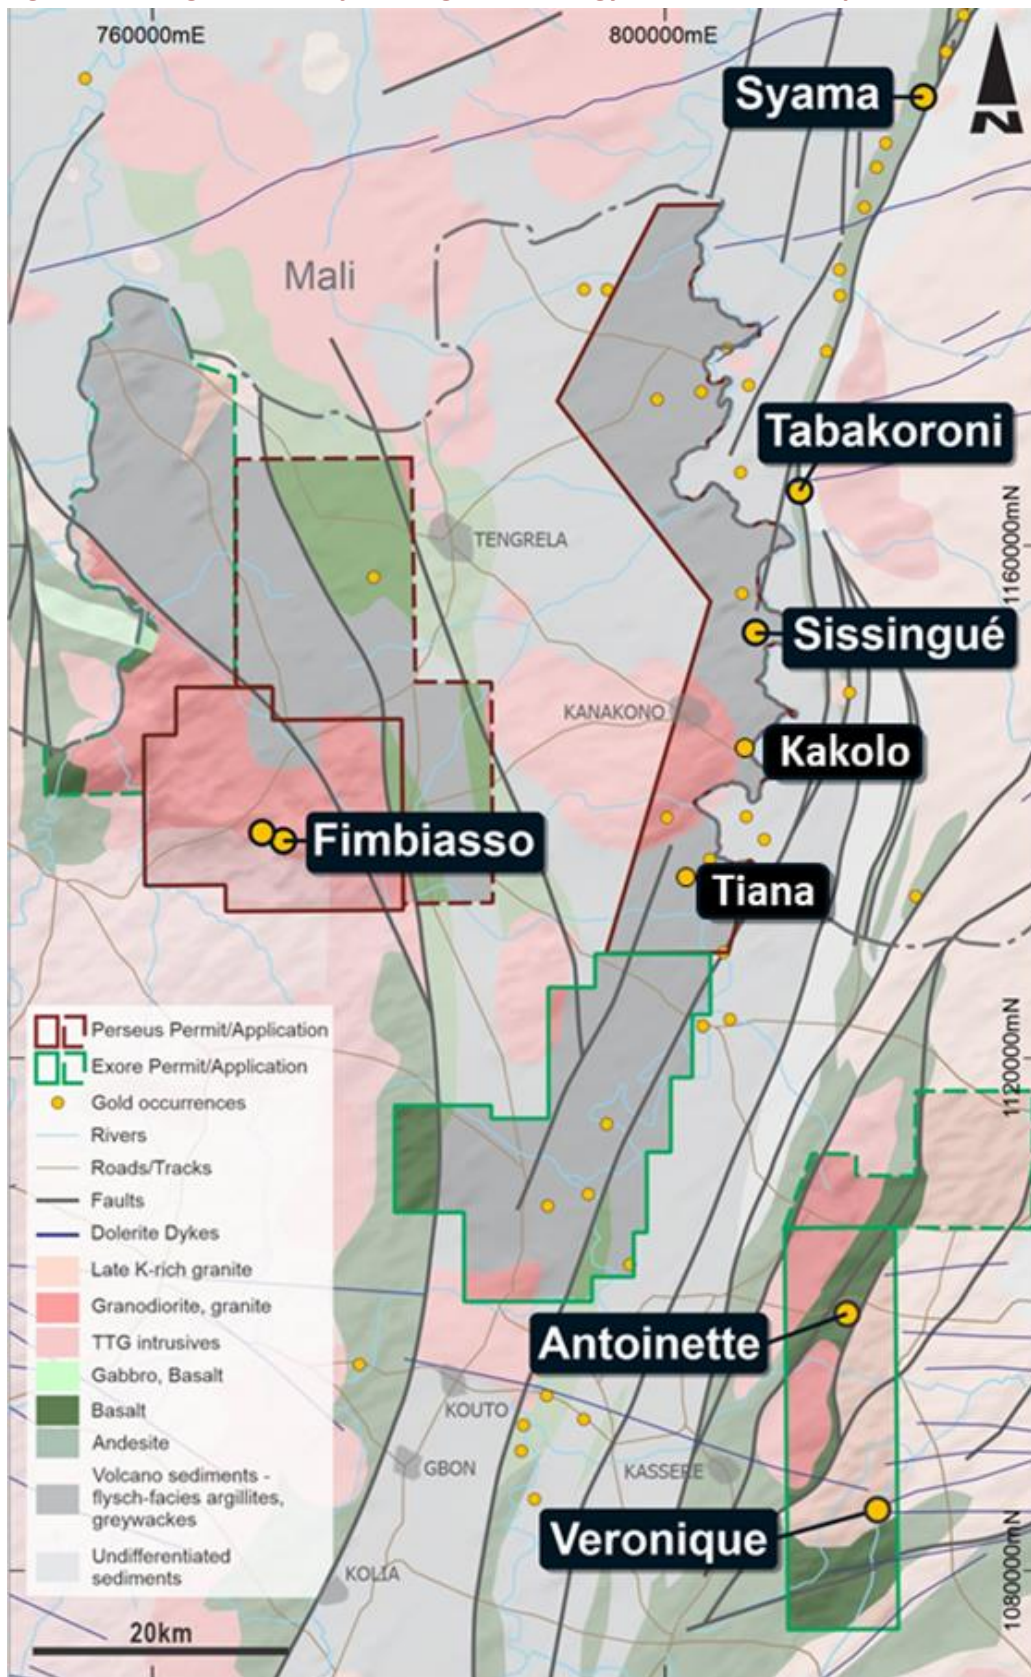 760000mE
800000mE
Syama
N
Mali
Tabakoroni
TENGRELA
1160000mN
Sissingué
KANAKONO
Kakolo
Fimbiasso
Tiana
Perseus Permit/Application
Exore Permit/Application
Gold occurrences
Rivers
Roads/Tracks
Faults
Dolerite Dykes
Late K-rich granite
Granodiorite, granite
TTG intrusives
Gabbro, Basalt
Basalt
Andesite
Volcano sediments -
flysch-facies argillites,
greywackes
Undifferentiated
sediments
20km
1120000mN
Antoinette
KOUTO
GBON
KASSERE
Veronique
KOLIA
1080000mN